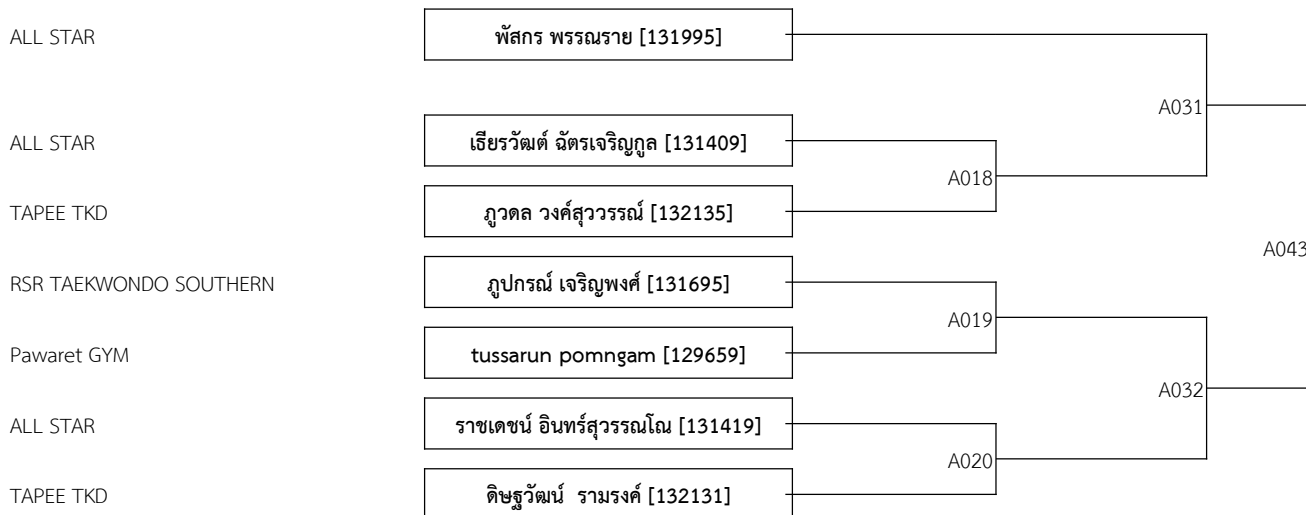 ALL STAR
พัสกร พรรณราย [131995]
A031
ALL STAR
เธียรวัฒต์ ฉัตรเจริญกูล [131409]
A018
TAPEE TKD
ภูวดล วงค์สุววรรณ์ [132135]
A043
RSR TAEKWONDO SOUTHERN
ภูปกรณ์ เจริญพงศ์ [131695]
A019
Pawaret GYM
tussarun pomngam [129659]
A032
ALL STAR
ราชเดชน์ อินทร์สุวรรณโณ [131419]
A020
TAPEE TKD
ดิษฐวัฒน์ รามรงค์ [132131]